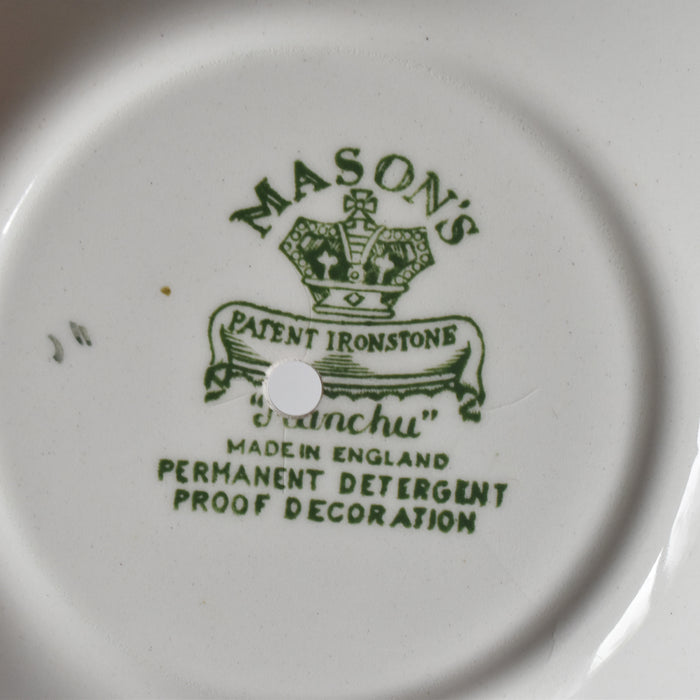 MASON'S
PATENT IRONSTONE
MADE IN ENGLAND
PERMANENT DETERGENT
PROOF DECORATION